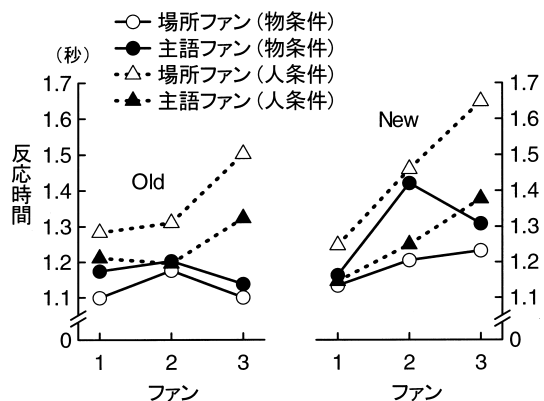 場所ファン(物条件)
主語ファン(物条件)
場所ファン(人条件)
主語ファン(人条件)
(秒)
反応時間
1.7
1.6
1.5
1.4
1.3
1.2
1.1
0
Old
1 2 3
ファン
New
1.7
1.6
1.5
1.4
1.3
1.2
1.1
0
1 2 3
ファン